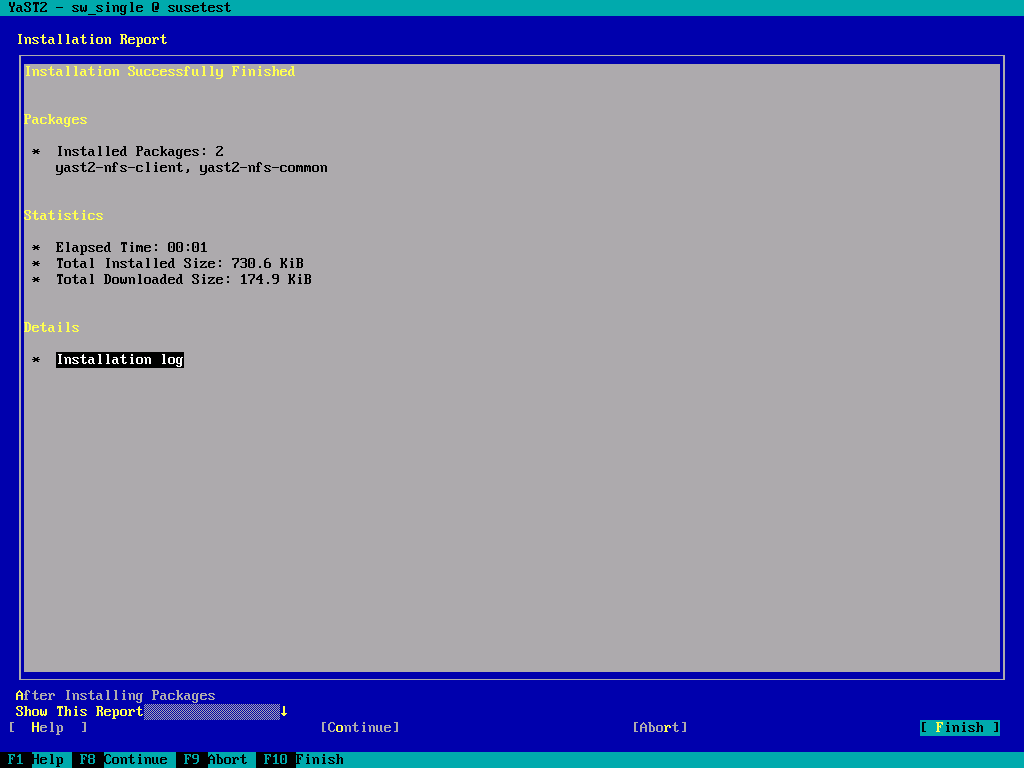 YaST2 - sw_single @ susetest
Installation Report
Installation Successfully Finished
Packages
* Installed Packages: 2
yast2-nfs-client, yast2-nfs-common
Statistics
* Elapsed Time: 00:01
* Total Installed Size: 730.6 KiB
* Total Downloaded Size: 174.9 KiB
Details
* Installation log
After Installing Packages
Show This Report↓
[ Help ] [Continue] [Abort] [ Finish ]
F1 Help F8 Continue F9 Abort F10 Finish